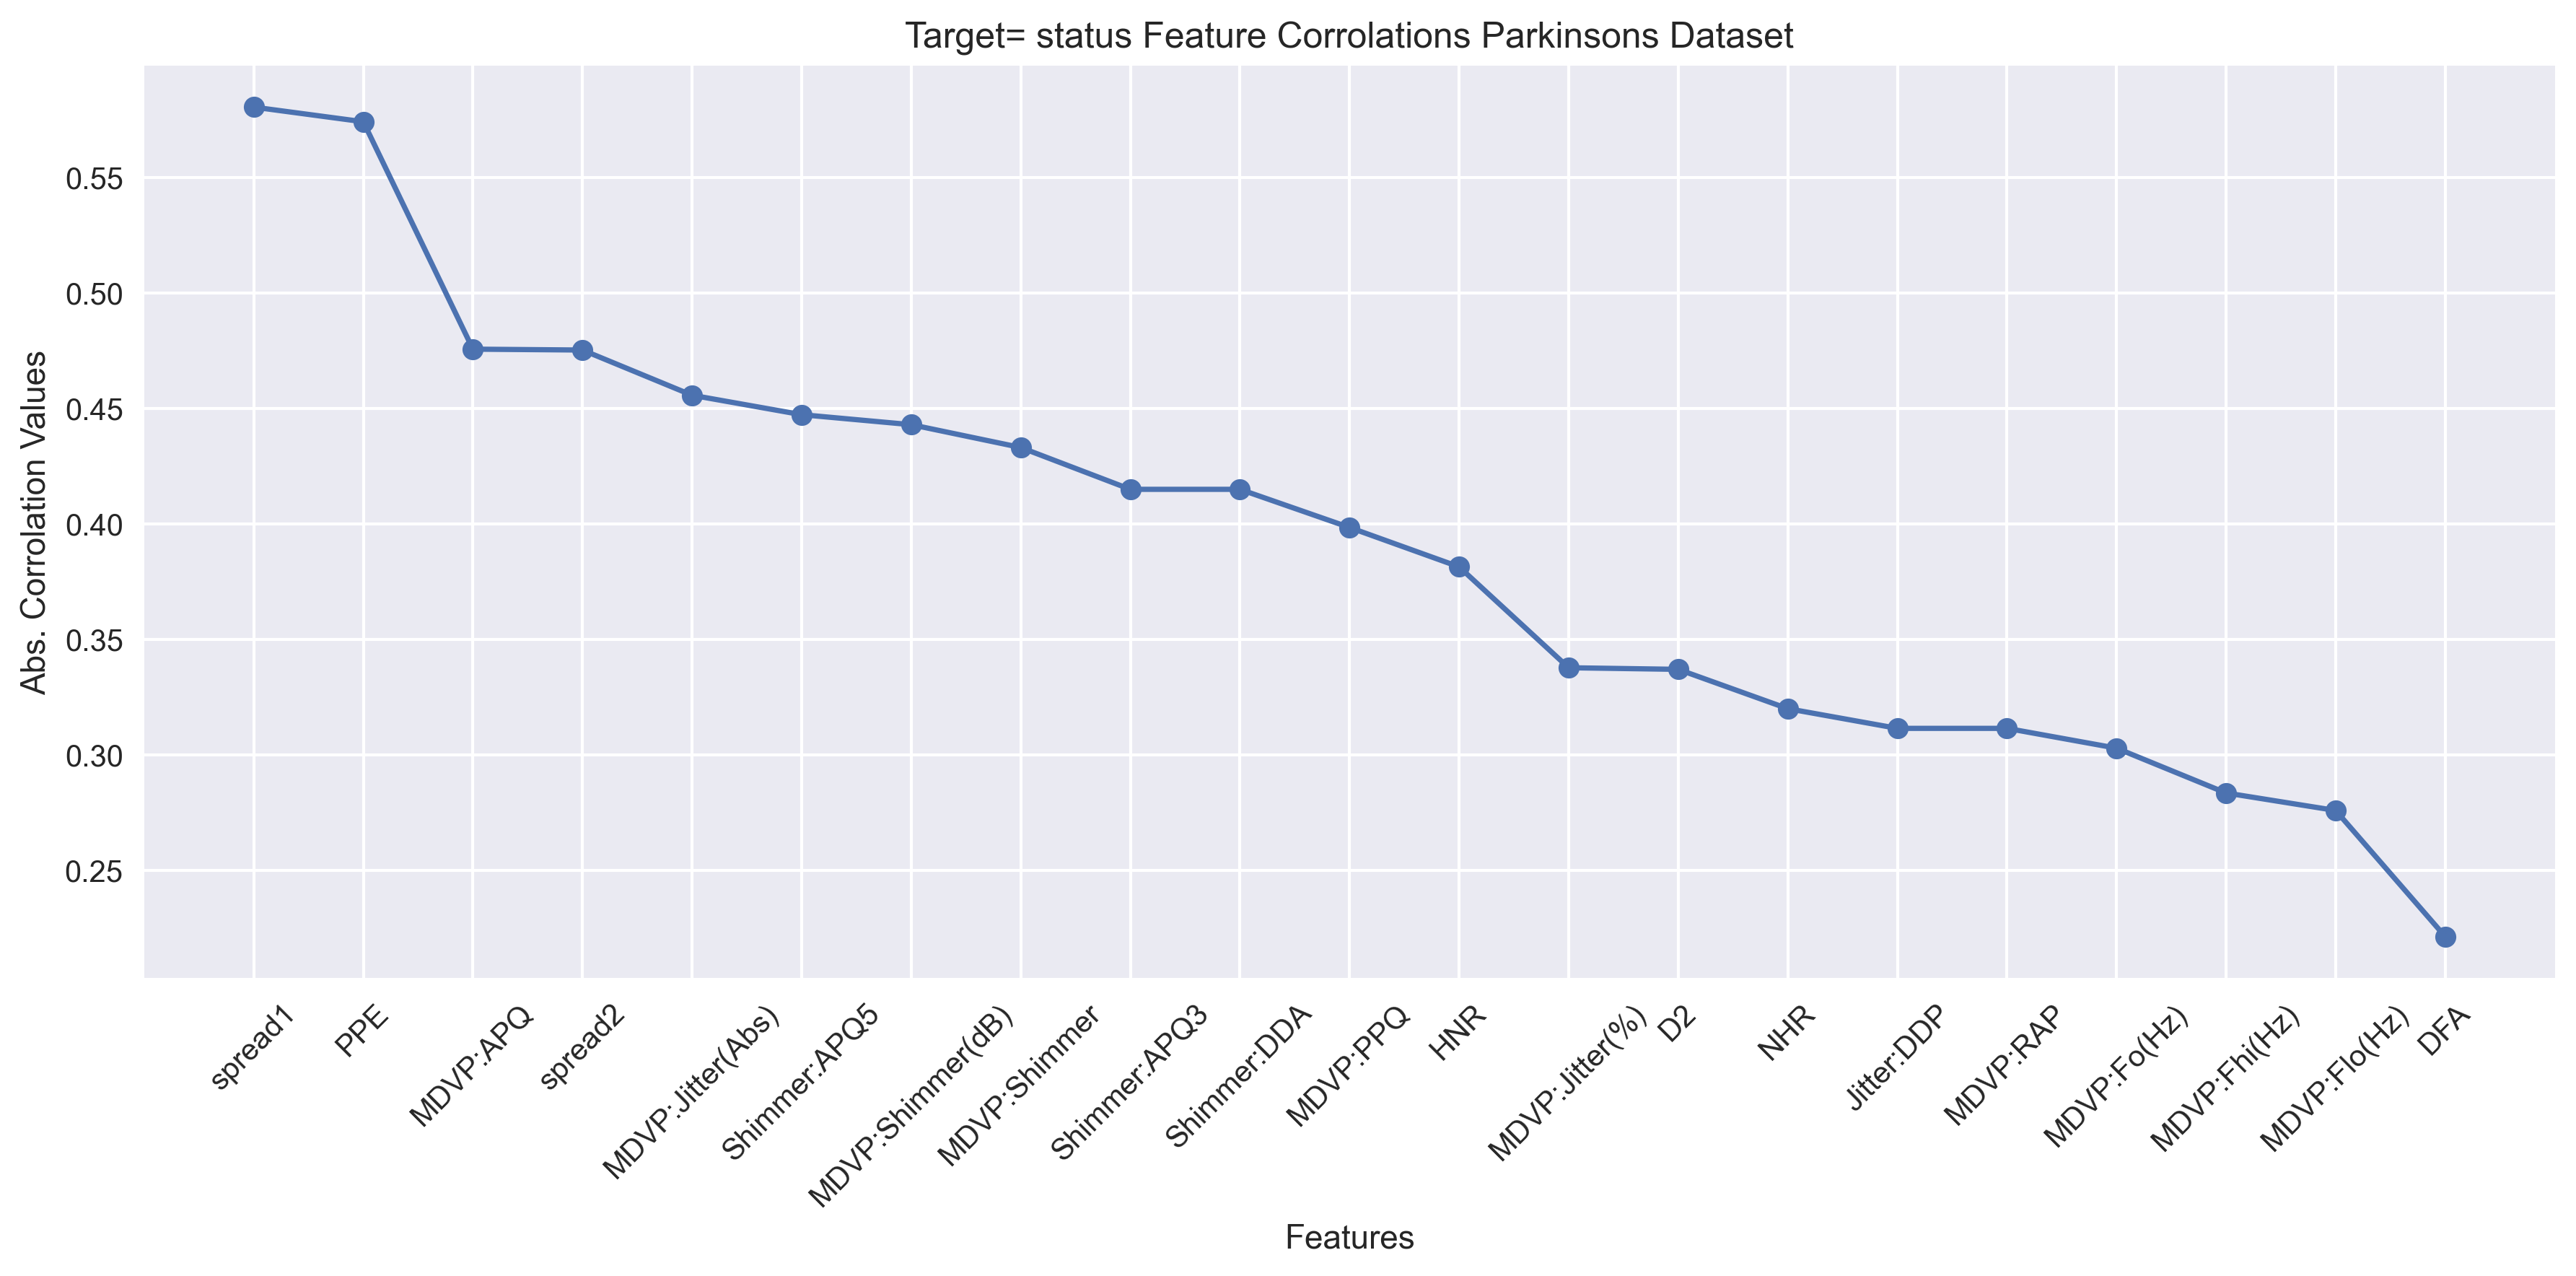 Target= status Feature Corrolations Parkinsons Dataset
Abs. Corrolation Values
0.55
0.50
0.45
0.40
0.35
0.30
0.25
spread1
PPE
MDVP:APQ
spread2
MDVP:Jitter(Abs)
Shimmer:APQ5
MDVP:Shimmer(dB)
MDVP:Shimmer
Shimmer:APQ3
Shimmer:DDA
MDVP:PPQ
HNR
MDVP:Jitter(%)
D2
NHR
Jitter:DDP
MDVP:RAP
MDVP:Fo(Hz)
MDVP:Fhi(Hz)
MDVP:Flo(Hz)
DFA
Features